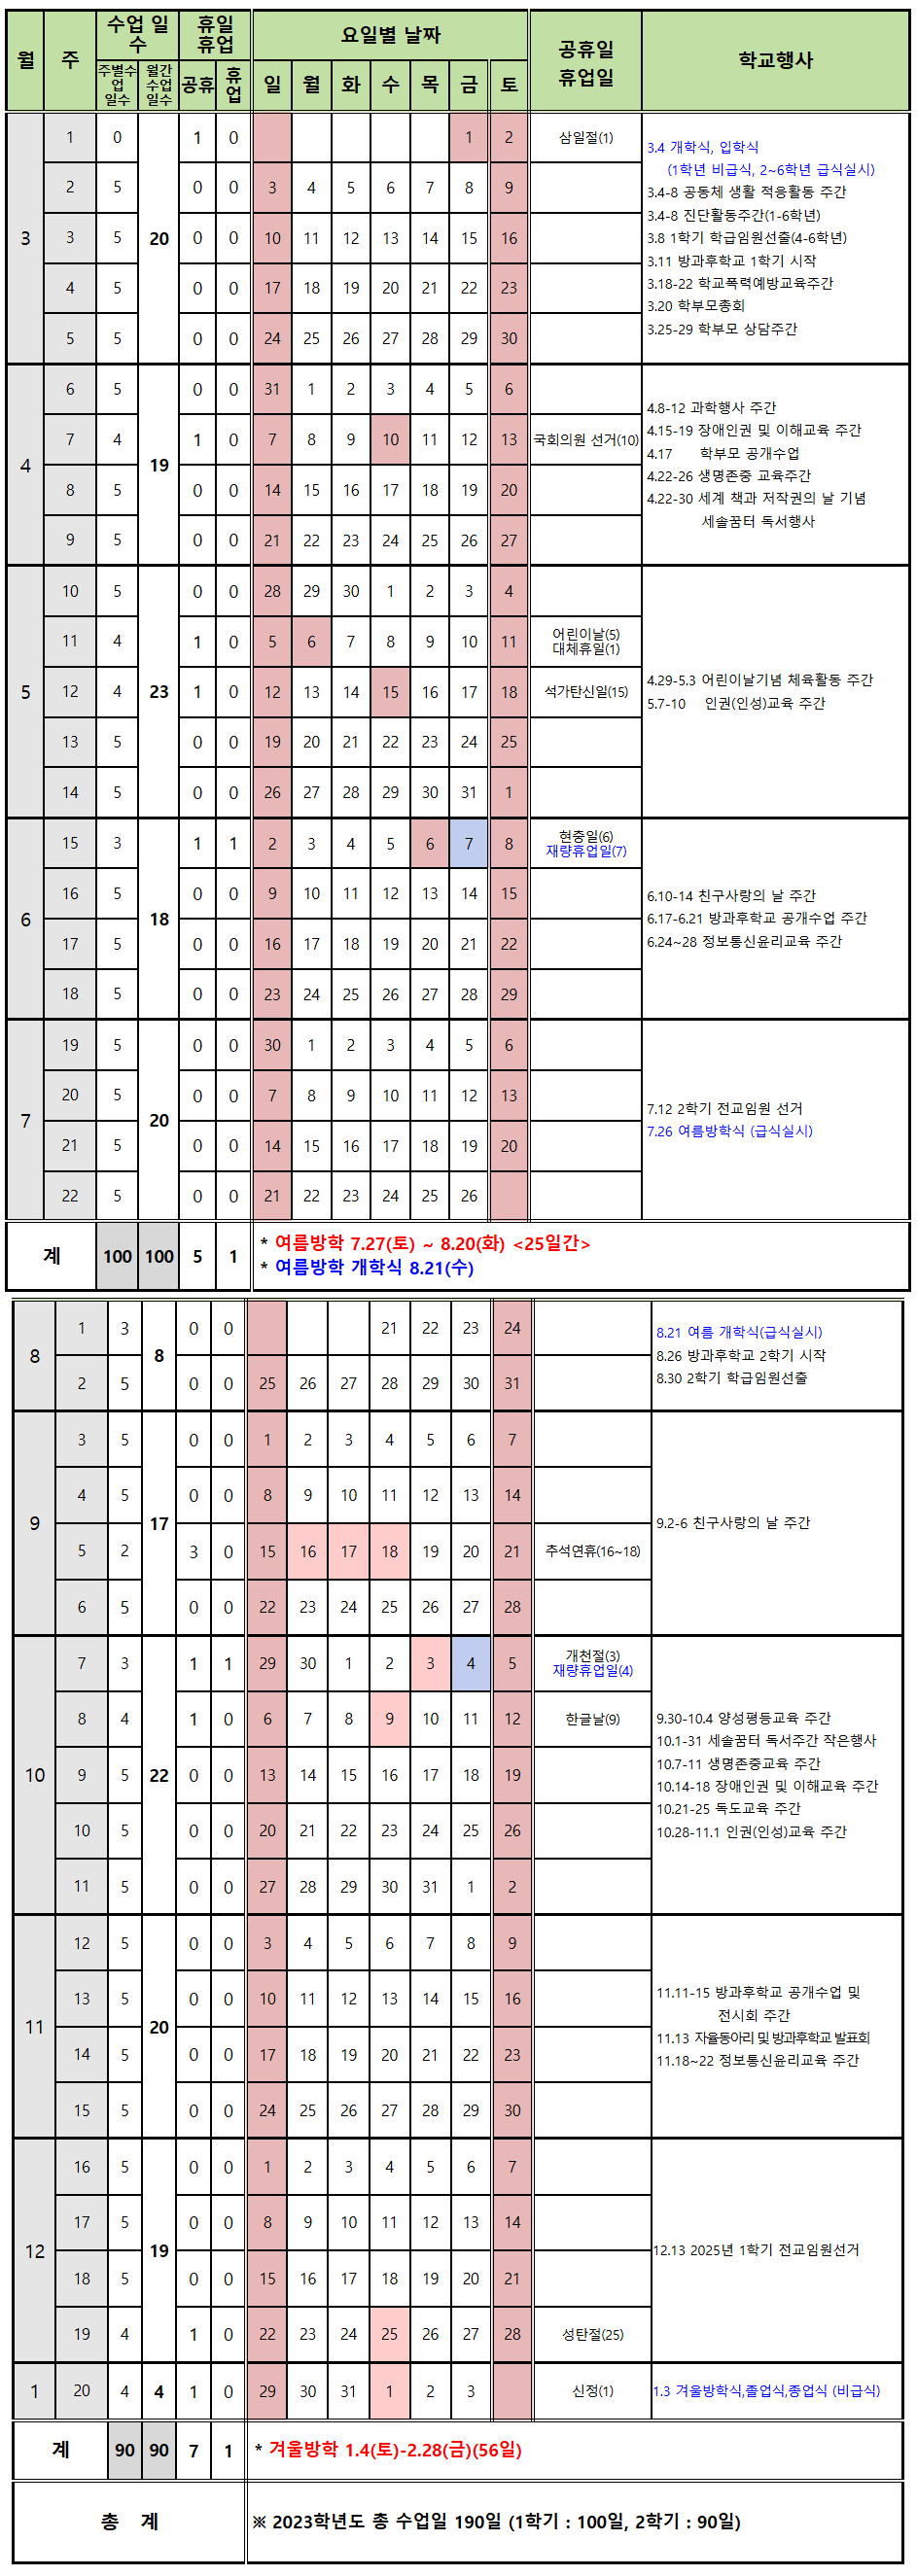 월 주 수업 일수 휴일 휴업 요일별 날짜 공휴일 휴업일 학교행사
주별수업일수 월간수업일수 공휴 휴업 일 월 화 수 목 금 토
3 20
1 0 1 0 1 2 삼일절(1)
2 5 0 0 3 4 5 6 7 8 9
3 5 0 0 10 11 12 13 14 15 16
4 5 0 0 17 18 19 20 21 22 23
5 5 0 0 24 25 26 27 28 29 30
3.4 개학식, 입학식
(1학년 비급식, 2~6학년 급식실시)
3.4-8 공동체 생활 적응활동 주간
3.4-8 진단활동주간(1-6학년)
3.8 1학기 학급임원선출(4-6학년)
3.11 방과후학교 1학기 시작
3.18-22 학교폭력예방교육주간
3.20 학부모총회
3.25-29 학부모 상담주간
4 19
6 5 0 0 31 1 2 3 4 5 6
7 4 1 0 7 8 9 10 11 12 13 국회의원 선거(10)
8 5 0 0 14 15 16 17 18 19 20
9 5 0 0 21 22 23 24 25 26 27
4.8-12 과학행사 주간
4.15-19 장애인권 및 이해교육 주간
4.17 학부모 공개수업
4.22-26 생명존중 교육주간
4.22-30 세계 책과 저작권의 날 기념
세솔꿈터 독서행사
5 23
10 5 0 0 28 29 30 1 2 3 4
11 4 1 0 5 6 7 8 9 10 11 어린이날(5)
대체휴일(1)
12 4 1 0 12 13 14 15 16 17 18 석가탄신일(15)
13 5 0 0 19 20 21 22 23 24 25
14 5 0 0 26 27 28 29 30 31 1
4.29-5.3 어린이날기념 체육활동 주간
5.7-10 인권(인성)교육 주간
6 18
15 3 1 1 2 3 4 5 6 7 8 현충일(6)
재량휴업일(7)
16 5 0 0 9 10 11 12 13 14 15
17 5 0 0 16 17 18 19 20 21 22
18 5 0 0 23 24 25 26 27 28 29
6.10-14 친구사랑의 날 주간
6.17-6.21 방과후학교 공개수업 주간
6.24~28 정보통신윤리교육 주간
7 20
19 5 0 0 30 1 2 3 4 5 6
20 5 0 0 7 8 9 10 11 12 13
21 5 0 0 14 15 16 17 18 19 20
22 5 0 0 21 22 23 24 25 26
7.12 2학기 전교임원 선거
7.26 여름방학식 (급식실시)
계 100 100 5 1
* 여름방학 7.27(토) ~ 8.20(화) <25일간>
* 여름방학 개학식 8.21(수)
8 8
1 3 0 0 21 22 23 24
2 5 0 0 25 26 27 28 29 30 31
8.21 여름 개학식(급식실시)
8.26 방과후학교 2학기 시작
8.30 2학기 학급임원선출
9 17
3 5 0 0 1 2 3 4 5 6 7
4 5 0 0 8 9 10 11 12 13 14
5 2 3 0 15 16 17 18 19 20 21 추석연휴(16~18)
6 5 0 0 22 23 24 25 26 27 28
9.2-6 친구사랑의 날 주간
10 22
7 3 1 1 29 30 1 2 3 4 5 개천절(3)
재량휴업일(4)
8 4 1 0 6 7 8 9 10 11 12 한글날(9)
9 5 0 0 13 14 15 16 17 18 19
10 5 0 0 20 21 22 23 24 25 26
11 5 0 0 27 28 29 30 31 1 2
9.30-10.4 양성평등교육 주간
10.1-31 세솔꿈터 독서주간 작은행사
10.7-11 생명존중교육 주간
10.14-18 장애인권 및 이해교육 주간
10.21-25 독도교육 주간
10.28-11.1 인권(인성)교육 주간
11 20
12 5 0 0 3 4 5 6 7 8 9
13 5 0 0 10 11 12 13 14 15 16
14 5 0 0 17 18 19 20 21 22 23
15 5 0 0 24 25 26 27 28 29 30
11.11-15 방과후학교 공개수업 및
전시회 주간
11.13 자율동아리 및 방과후학교 발표회
11.18~22 정보통신윤리교육 주간
12 19
16 5 0 0 1 2 3 4 5 6 7
17 5 0 0 8 9 10 11 12 13 14
18 5 0 0 15 16 17 18 19 20 21
19 4 1 0 22 23 24 25 26 27 28 성탄절(25)
12.13 2025년 1학기 전교임원선거
1 20 4 4 1 0 29 30 31 1 2 3 신정(1) 1.3 겨울방학식,졸업식,종업식 (비급식)
계 90 90 7 1 * 겨울방학 1.4(토)-2.28(금)(56일)
총 계 ※ 2023학년도 총 수업일 190일 (1학기 : 100일, 2학기 : 90일)